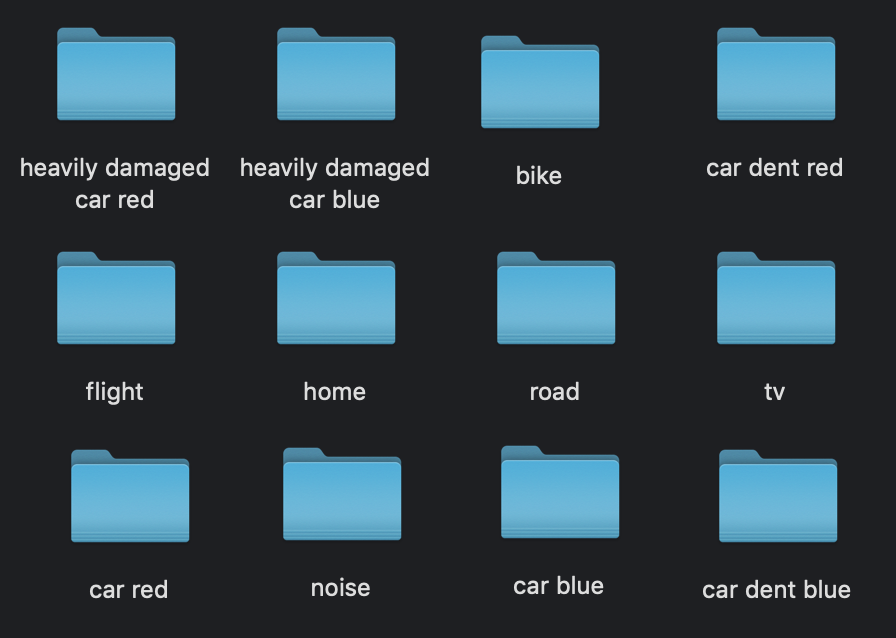 heavily damaged
car red
heavily damaged
car blue
bike
car dent red
flight
home
road
tv
car red
noise
car blue
car dent blue